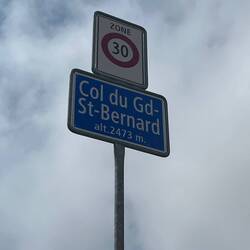 ZONE
30
Col du Gd-
St-Bernard
alt.2473 m.